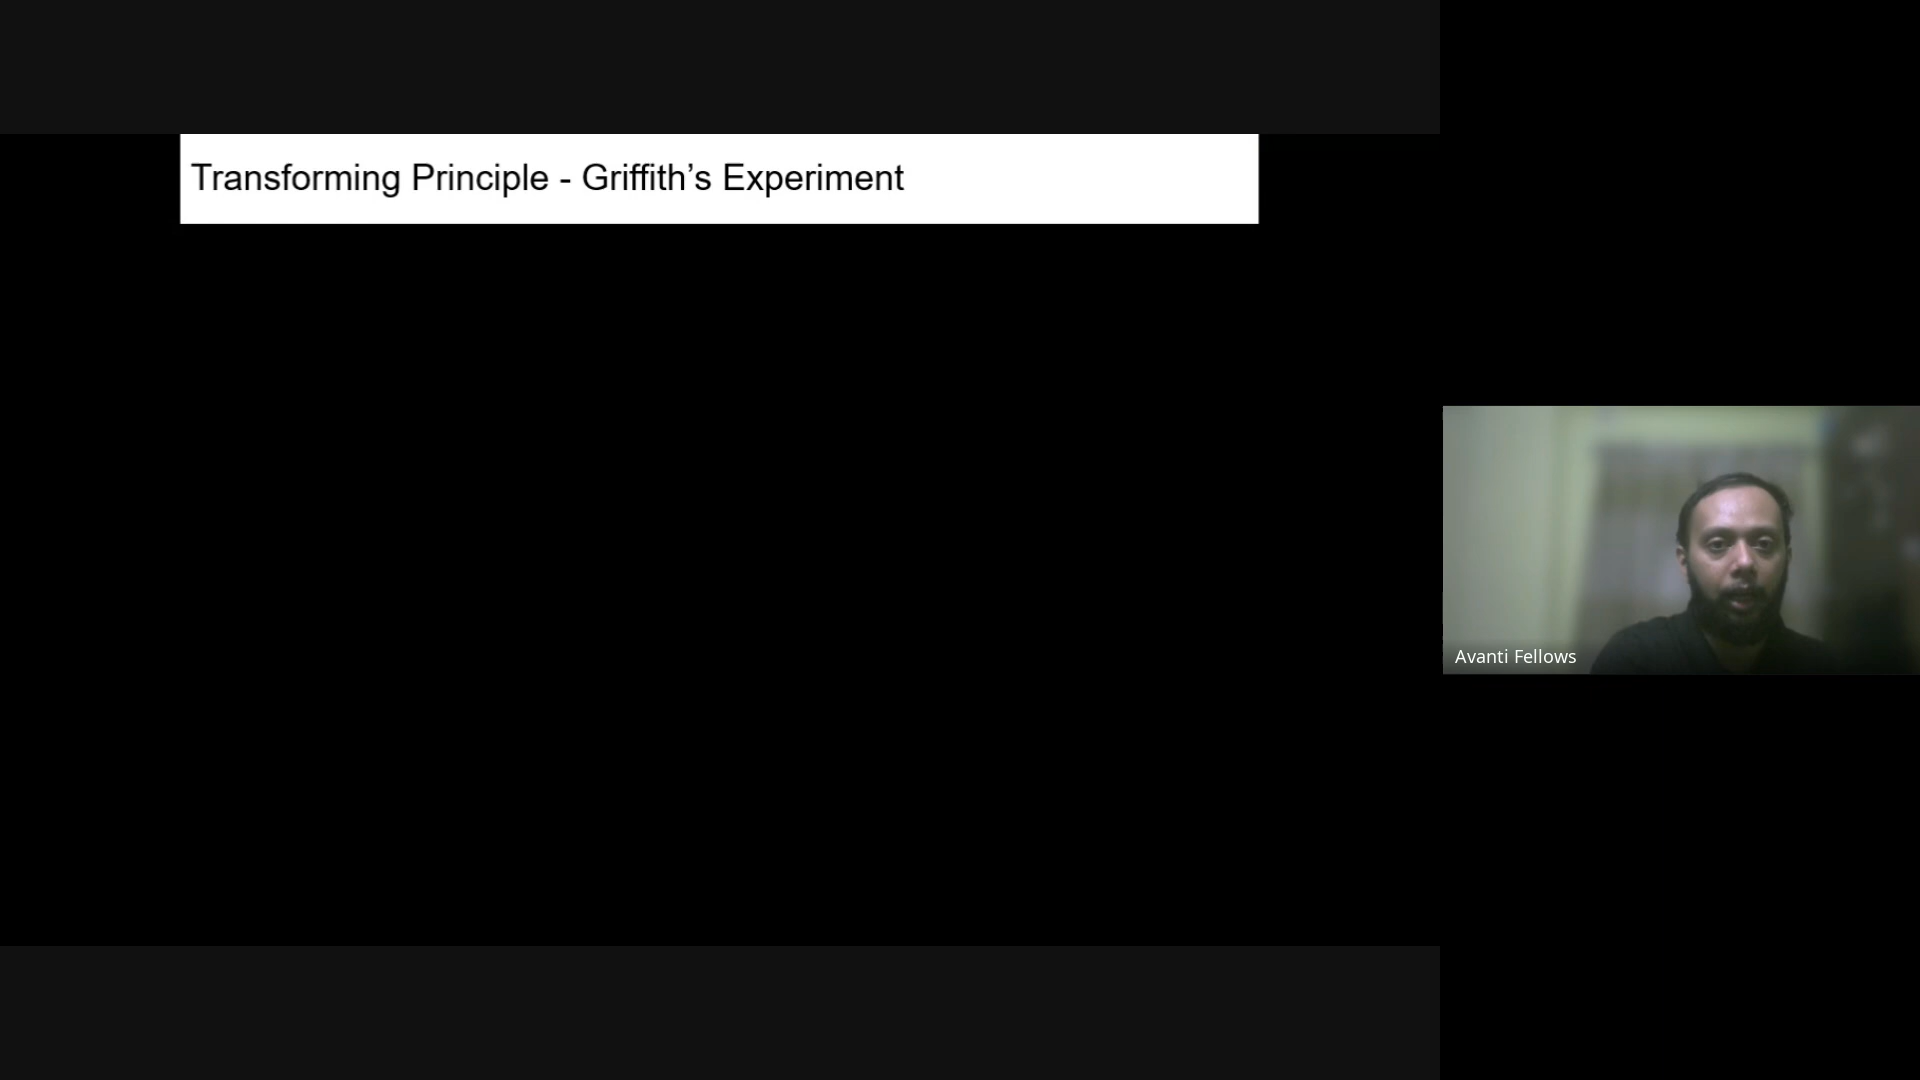 Transforming Principle - Griffith’s Experiment
Avanti Fellows